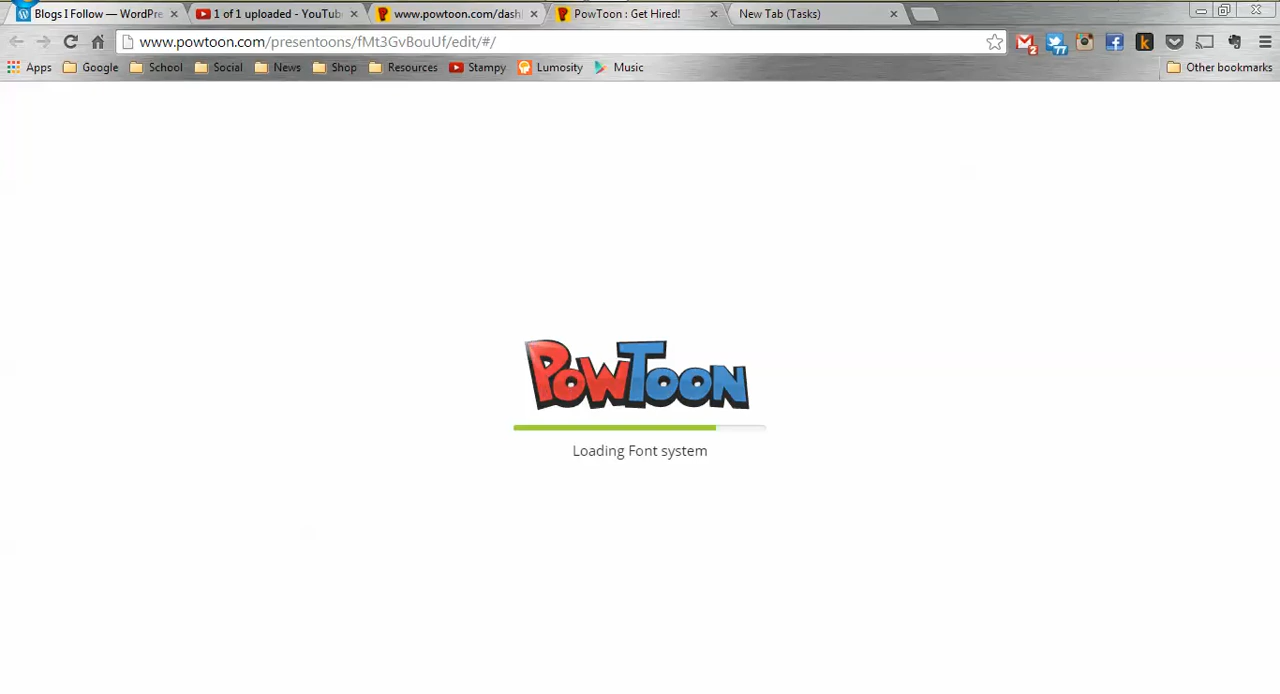 Blogs I Follow — WordPre
1 of 1 uploaded - YouTub
www.powtoon.com/dash
PowToon : Get Hired!
New Tab (Tasks)
www.powtoon.com/presentoons/fMt3GvBouUf/edit/#/
2
77
Apps Google School Social News Shop Resources Stampy Lumosity Music Other bookmarks
POWTOON
Loading Font system